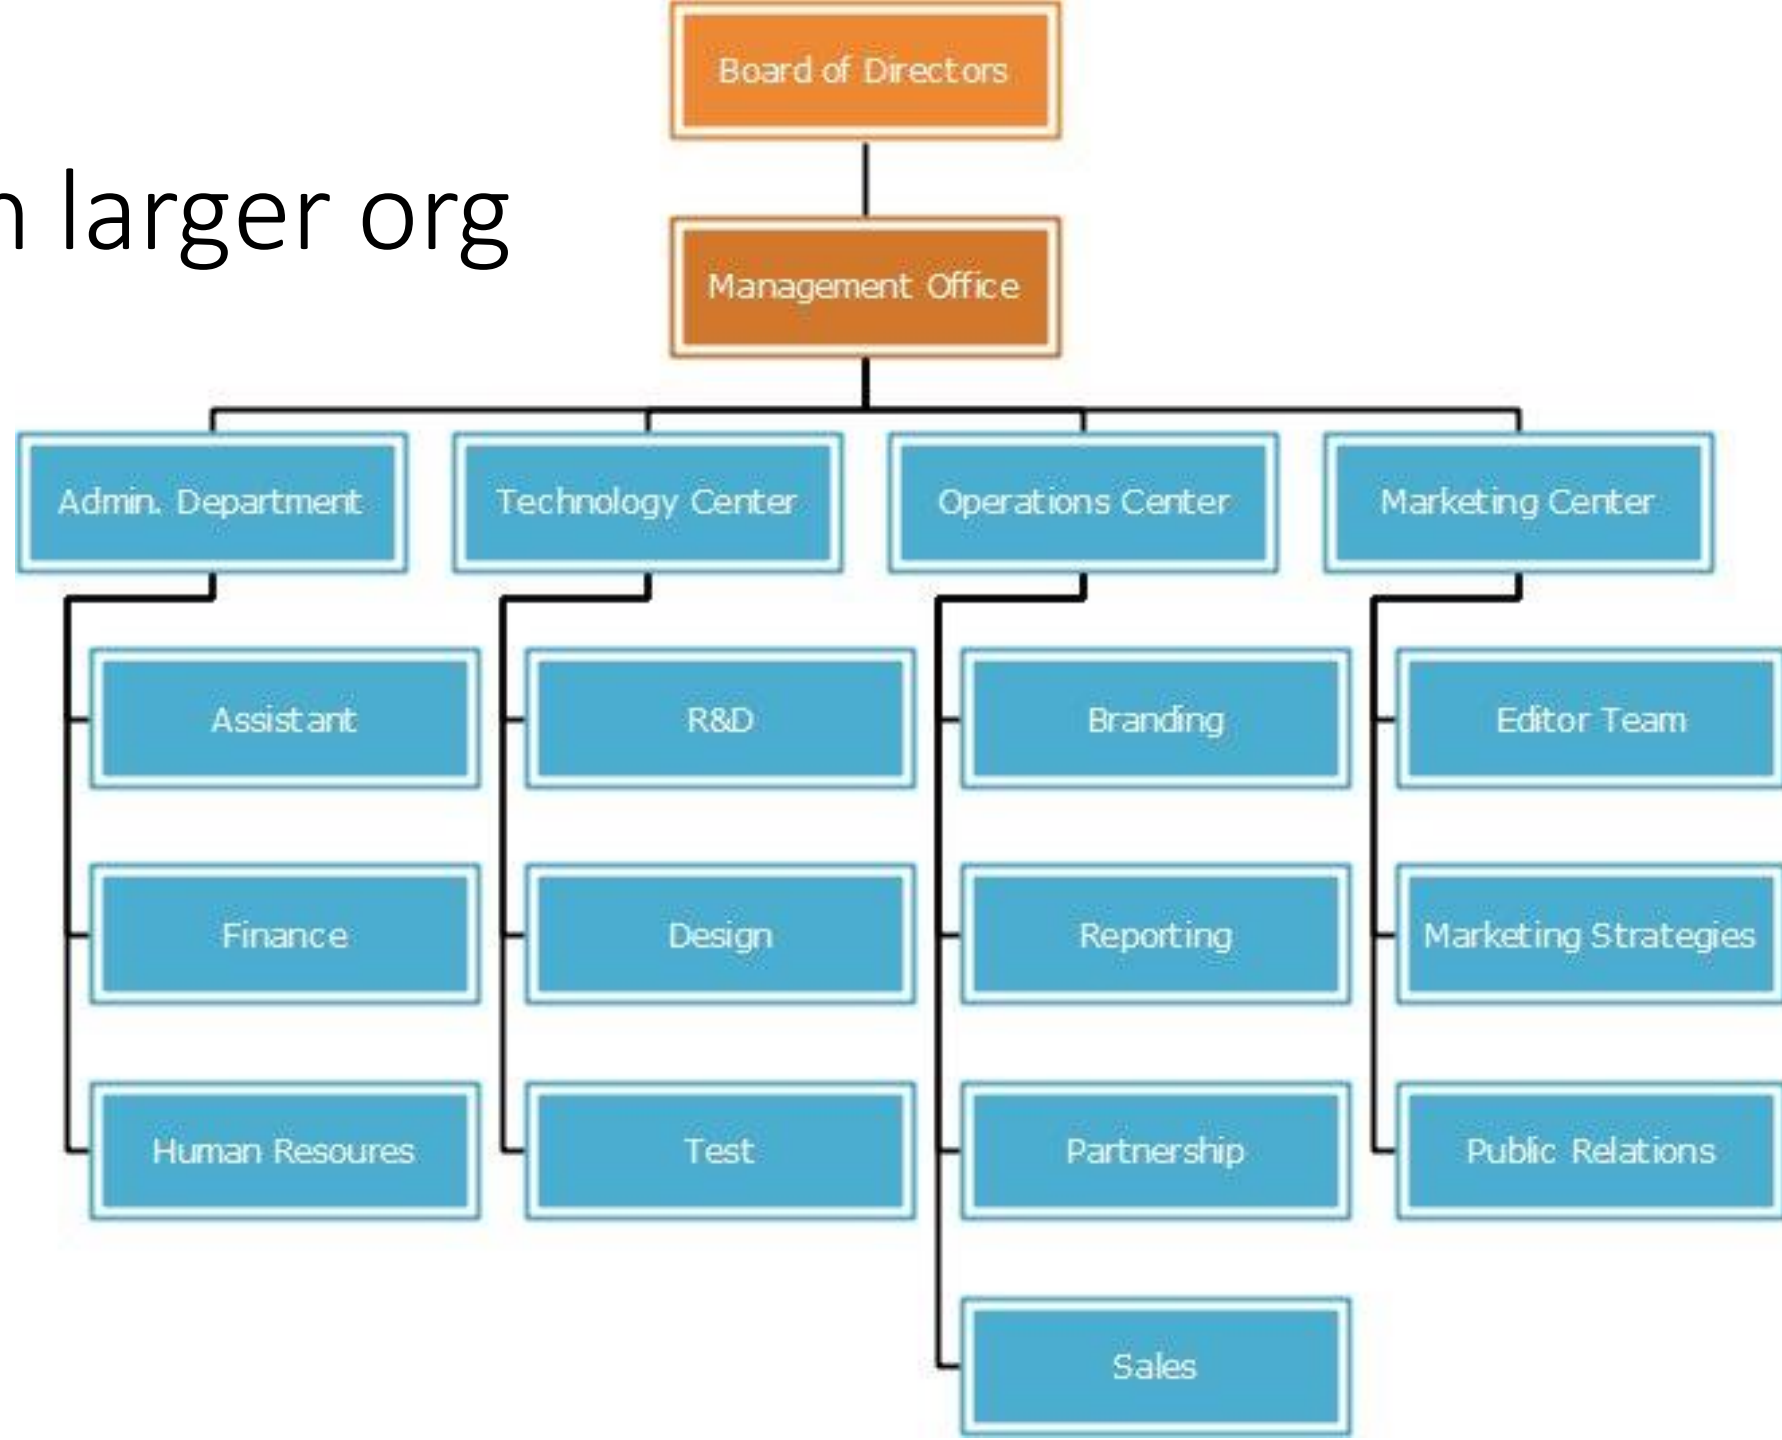 Board of Directors
n larger org
Management Office
Admin. Department
Technology Center
Operations Center
Marketing Center
Assistant
R&D
Branding
Editor Team
Finance
Design
Reporting
Marketing Strategies
Human Resoures
Test
Partnership
Public Relations
Sales